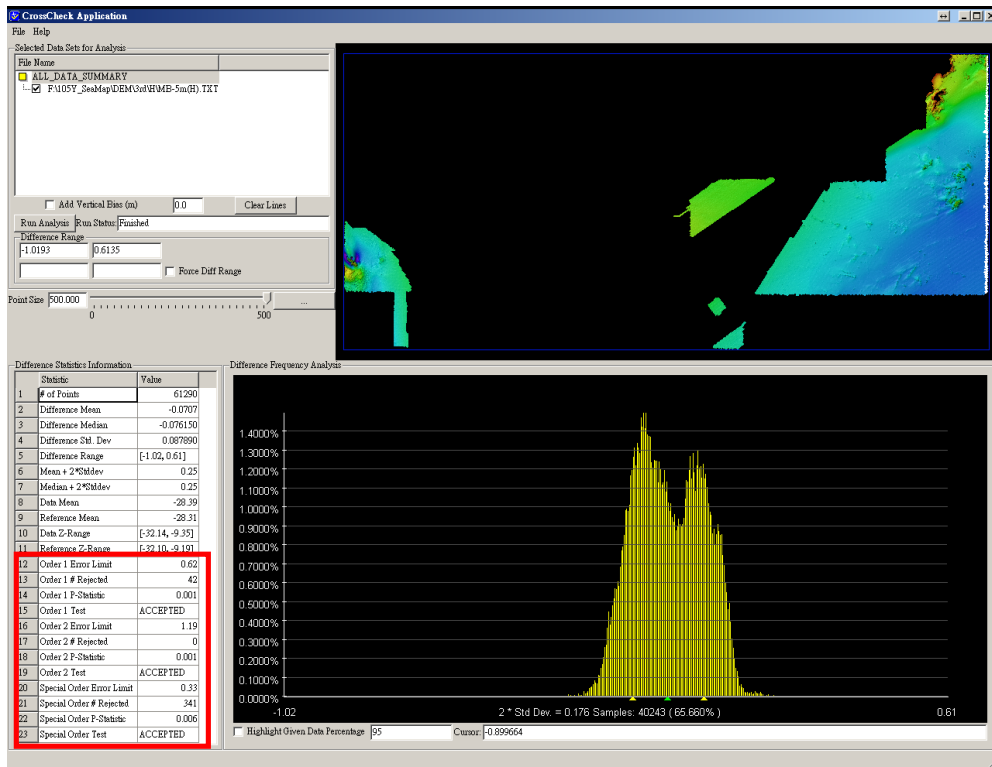 CrossCheck Application
File Help
Selected Data Sets for Analysis
File Name
ALL_DATA_SUMMARY
F:\105Y_SeaMap\DEM\3rd\H\MB-5m(H).TXT
Add Vertical Bias (m) 0.0 Clear Lines
Run Analysis Run Status: Finished
Difference Range
-1.0193 0.6135
Force Diff Range
Point Size 500.000 ...
0 500
Difference Statistics Information
Statistic Value
1 # of Points 61290
2 Difference Mean -0.0707
3 Difference Median -0.076150
4 Difference Std. Dev 0.087890
5 Difference Range [-1.02, 0.61]
6 Mean + 2*Stddev 0.25
7 Median + 2*Stddev 0.25
8 Data Mean -28.39
9 Reference Mean -28.31
10 Data Z-Range [-32.14, -9.35]
11 Reference Z-Range [-32.10, -9.19]
12 Order 1 Error Limit 0.62
13 Order 1 # Rejected 42
14 Order 1 P-Statistic 0.001
15 Order 1 Test ACCEPTED
16 Order 2 Error Limit 1.19
17 Order 2 # Rejected 0
18 Order 2 P-Statistic 0.001
19 Order 2 Test ACCEPTED
20 Special Order Error Limit 0.33
21 Special Order # Rejected 341
22 Special Order P-Statistic 0.006
23 Special Order Test ACCEPTED
Difference Frequency Analysis
1.4000%
1.3000%
1.2000%
1.1000%
1.0000%
0.9000%
0.8000%
0.7000%
0.6000%
0.5000%
0.4000%
0.3000%
0.2000%
0.1000%
0.0000%
-1.02 2 * Std Dev. = 0.176 Samples: 40243 ( 65.660% ) 0.61
Highlight Given Data Percentage 95 Cursor: -0.899664